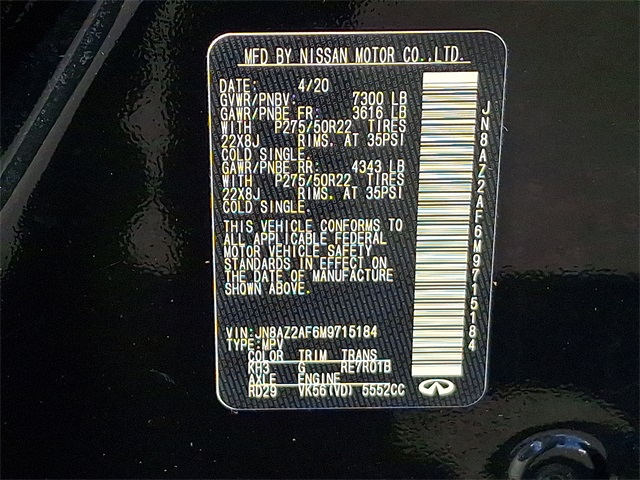 MFD BY NISSAN MOTOR CO.,LTD.
DATE: 4/20
GVWR/PNBV: 7300 LB
GAWR/PNBE FR: 3616 LB
WITH P275/50R22 TIRES
22X8J RIMS. AT 35PSI
COLD SINGLE.
GAWR/PNBE RR: 4343 LB
WITH P275/50R22 TIRES
22X8J RIMS. AT 35PSI
COLD SINGLE.
THIS VEHICLE CONFORMS TO
ALL APPLICABLE FEDERAL
MOTOR VEHICLE SAFETY
STANDARDS IN EFFECT ON
THE DATE OF MANUFACTURE
SHOWN ABOVE.
VIN:JN8AZ2AF6M9715184
TYPE:MPV
COLOR TRIM TRANS
KH3 G RE7R01B
AXLE ENGINE
RD29 VK56(VD) 5552CC
JN8AZ2AF6M9715184